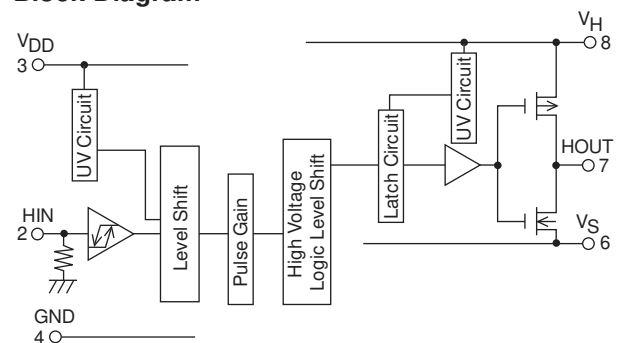 Block Diagram
VDD
3
UV Circuit
HIN
2
GND
4
Level Shift
Pulse Gain
High Voltage
Logic Level Shift
Latch Circuit
UV Circuit
VH
8
HOUT
7
VS
6